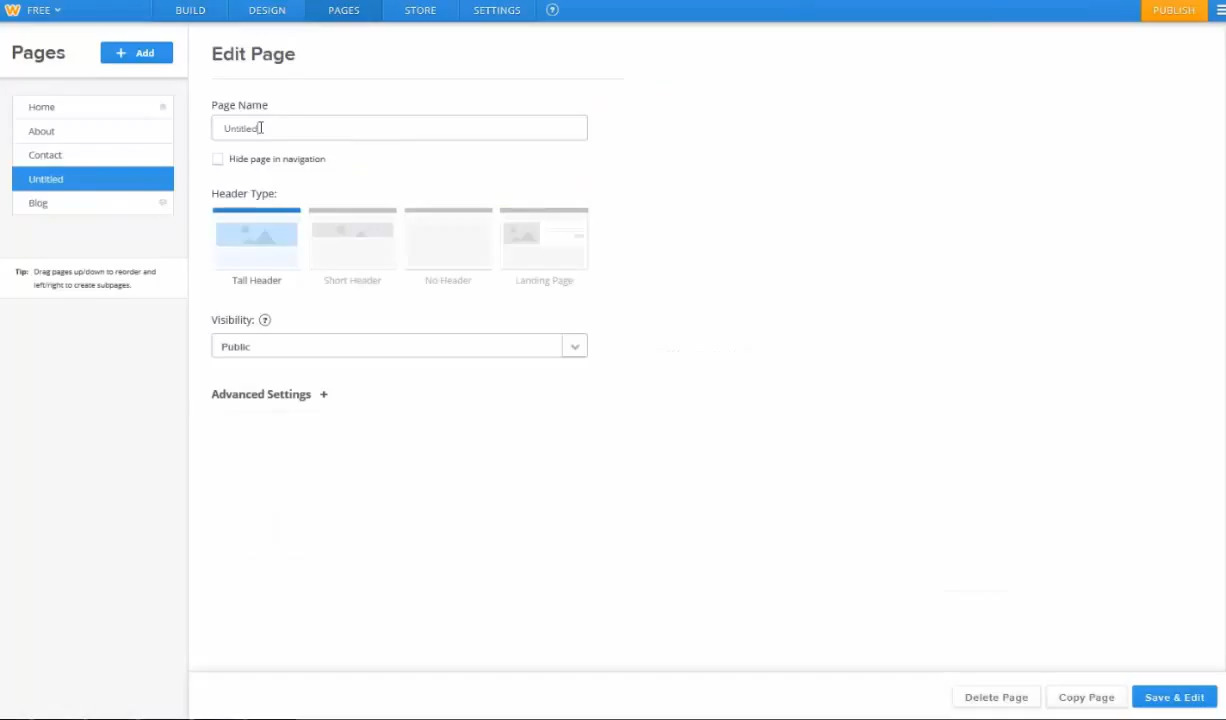 FREE BUILD DESIGN PAGES STORE SETTINGS ? PUBLISH
Pages
+ Add
Home
About
Contact
Untitled
Blog
Tip: Drag pages up/down to reorder and
left/right to create subpages.
Edit Page
Page Name
Untitled
Hide page in navigation
Header Type:
Tall Header Short Header No Header Landing Page
Visibility: ?
Public
Advanced Settings +
Delete Page Copy Page Save & Edit